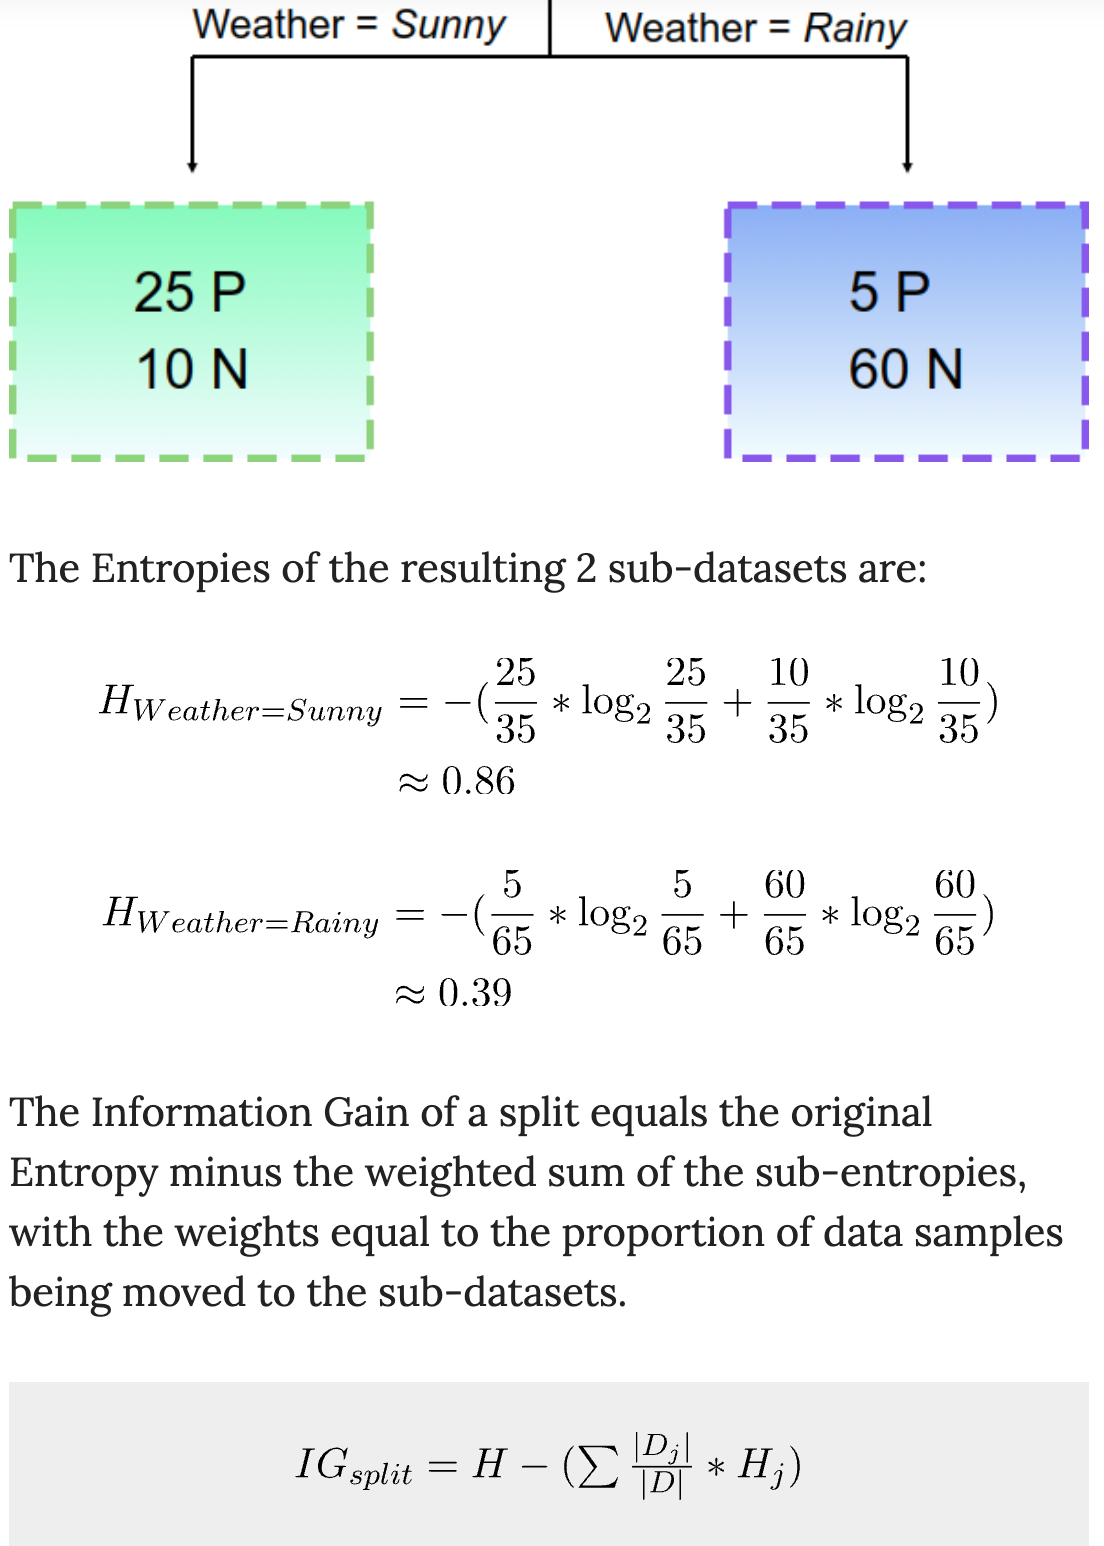 Weather = Sunny Weather = Rainy
25 P
10 N
5 P
60 N
The Entropies of the resulting 2 sub-datasets are:
H_{Weather=Sunny} = -(\frac{25}{35} * \log_2 \frac{25}{35} + \frac{10}{35} * \log_2 \frac{10}{35})
≈ 0.86
H_{Weather=Rainy} = -(\frac{5}{65} * \log_2 \frac{5}{65} + \frac{60}{65} * \log_2 \frac{60}{65})
≈ 0.39
The Information Gain of a split equals the original
Entropy minus the weighted sum of the sub-entropies,
with the weights equal to the proportion of data samples
being moved to the sub-datasets.
IG_{split} = H - (\sum \frac{|D_j|}{|D|} * H_j)